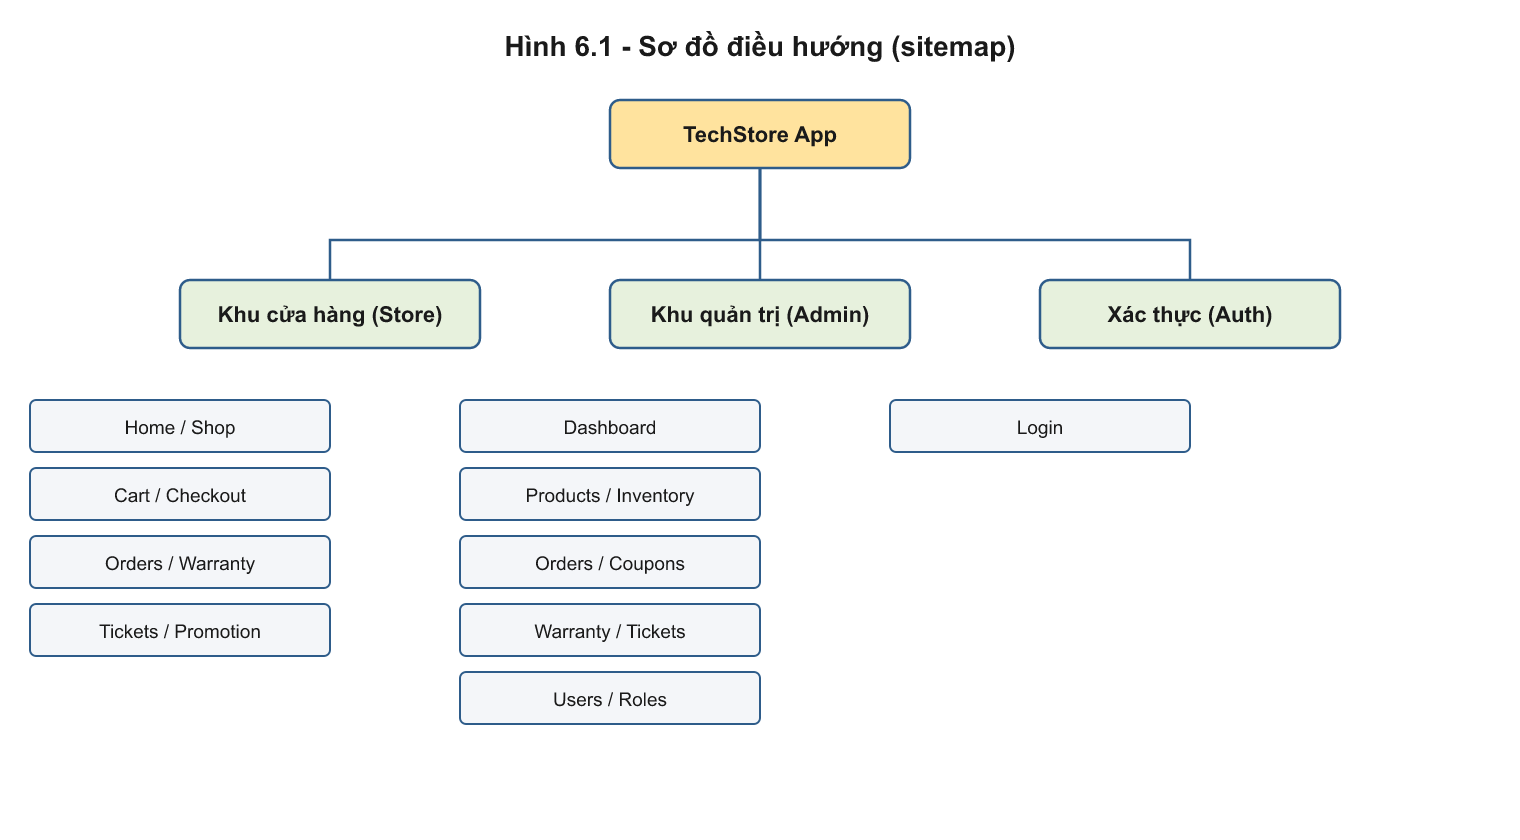 Hình 6.1 - Sơ đồ điều hướng (sitemap)
TechStore App
Khu cửa hàng (Store)
Khu quản trị (Admin)
Xác thực (Auth)
Home / Shop
Cart / Checkout
Orders / Warranty
Tickets / Promotion
Dashboard
Products / Inventory
Orders / Coupons
Warranty / Tickets
Users / Roles
Login